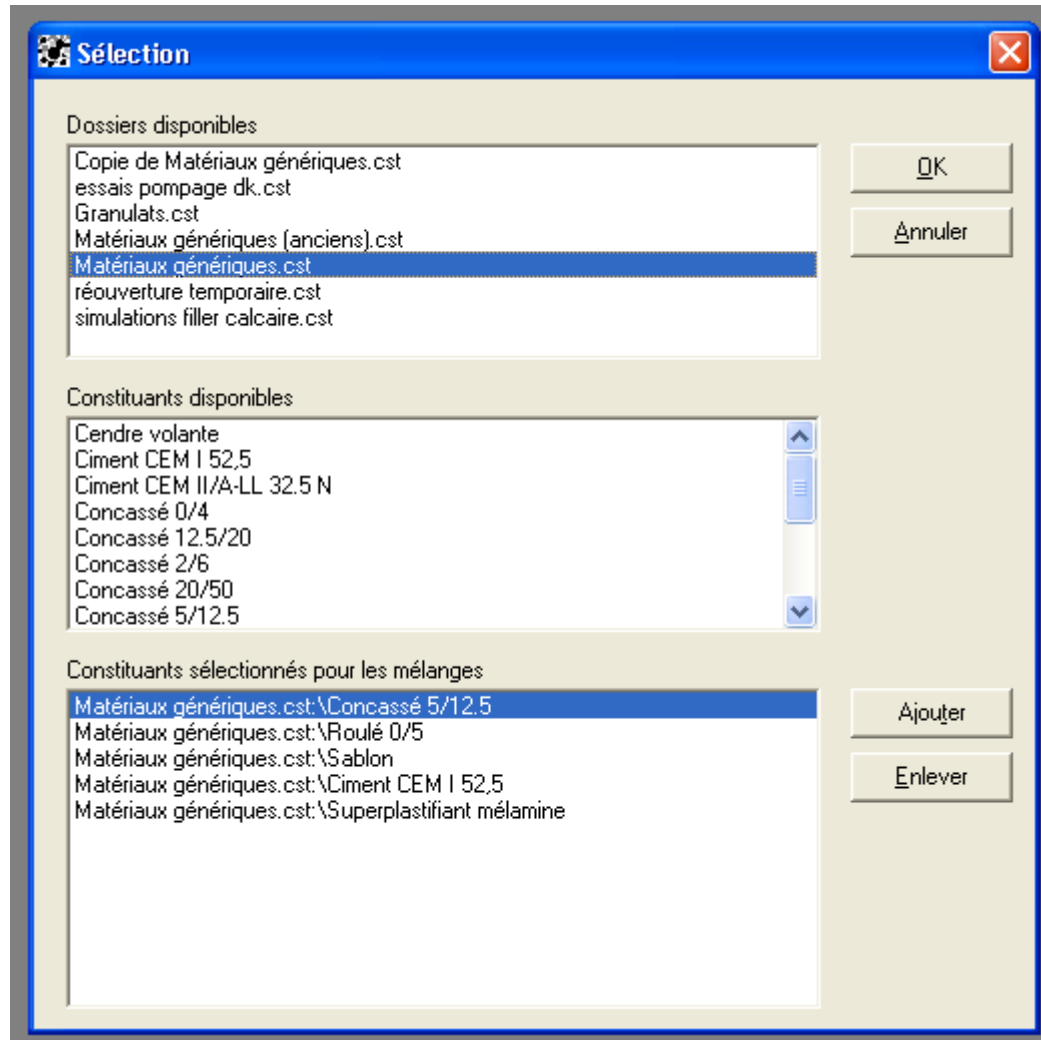 Sélection
Dossiers disponibles
Copie de Matériaux génériques.cst
essais pompage dk.cst
Granulats.cst
Matériaux génériques (anciens).cst
Matériaux génériques.cst
réouverture temporaire.cst
simulations filler calcaire.cst
OK
Annuler
Constituants disponibles
Cendre volante
Ciment CEM I 52,5
Ciment CEM II/A-LL 32.5 N
Concassé 0/4
Concassé 12.5/20
Concassé 2/6
Concassé 20/50
Concassé 5/12.5
Constituants sélectionnés pour les mélanges
Matériaux génériques.cst:\Concassé 5/12.5
Matériaux génériques.cst:\Roulé 0/5
Matériaux génériques.cst:\Sablon
Matériaux génériques.cst:\Ciment CEM I 52,5
Matériaux génériques.cst:\Superplastifiant mélamine
Ajouter
Enlever